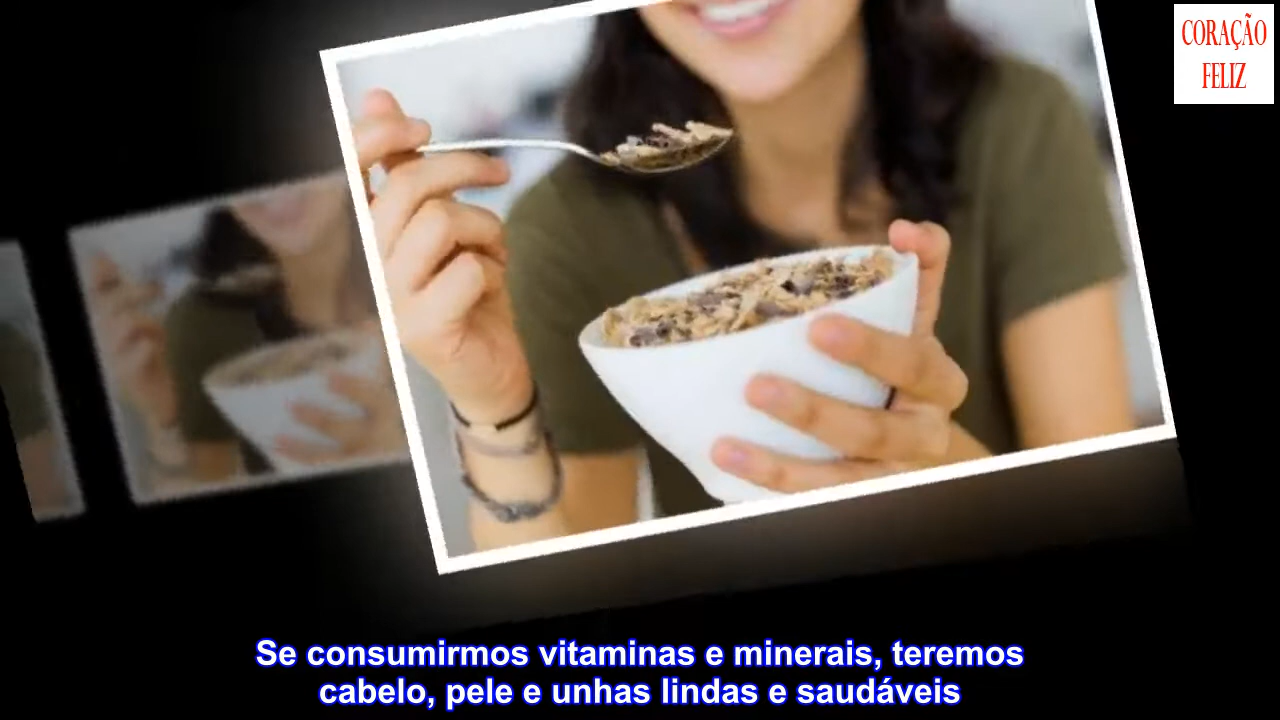 CORAÇÃO
FELIZ
Se consumirmos vitaminas e minerais, teremos
cabelo, pele e unhas lindas e saudáveis